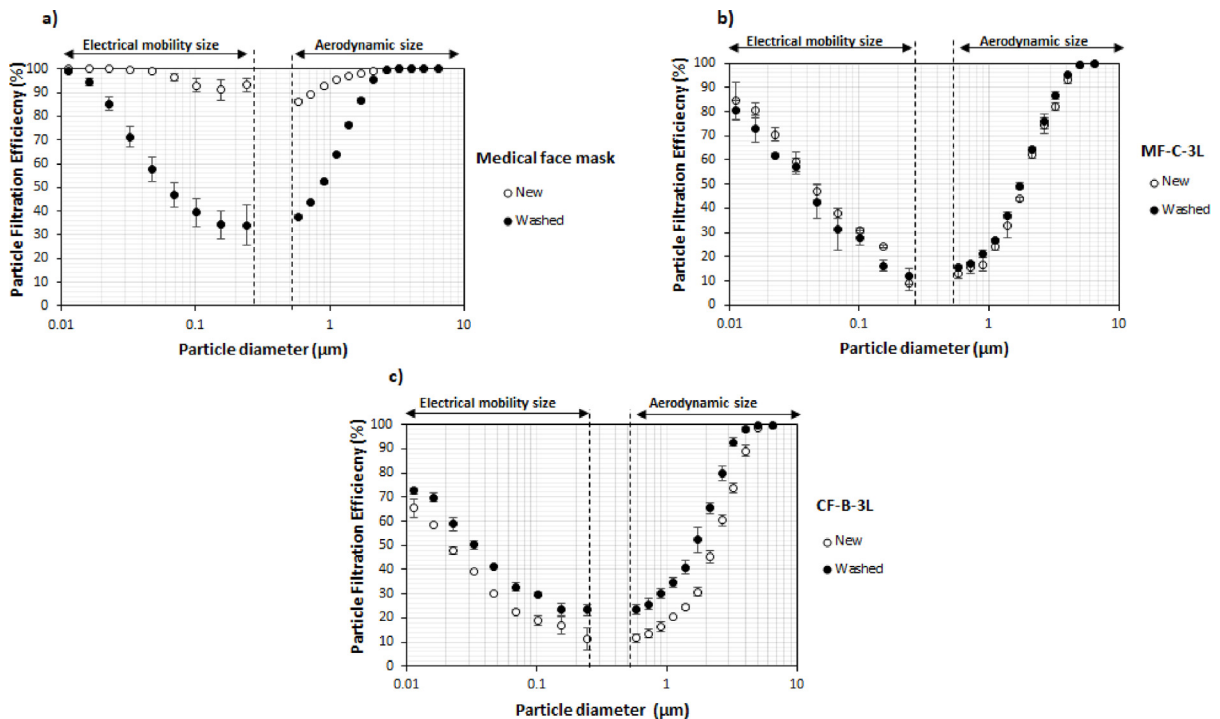 a)
Electrical mobility size
Aerodynamic size
Particle Filtration Efficiecny (%)
100
90
80
70
60
50
40
30
20
10
0
0.01
0.1
1
10
Particle diameter (µm)
Medical face mask
New
Washed
b)
Electrical mobility size
Aerodynamic size
Particle Filtration Efficiecny (%)
100
90
80
70
60
50
40
30
20
10
0
0.01
0.1
1
10
Particle diameter (µm)
MF-C-3L
New
Washed
c)
Electrical mobility size
Aerodynamic size
Particle Filtration Efficiecny (%)
100
90
80
70
60
50
40
30
20
10
0
0.01
0.1
1
10
Particle diameter (µm)
CF-B-3L
New
Washed